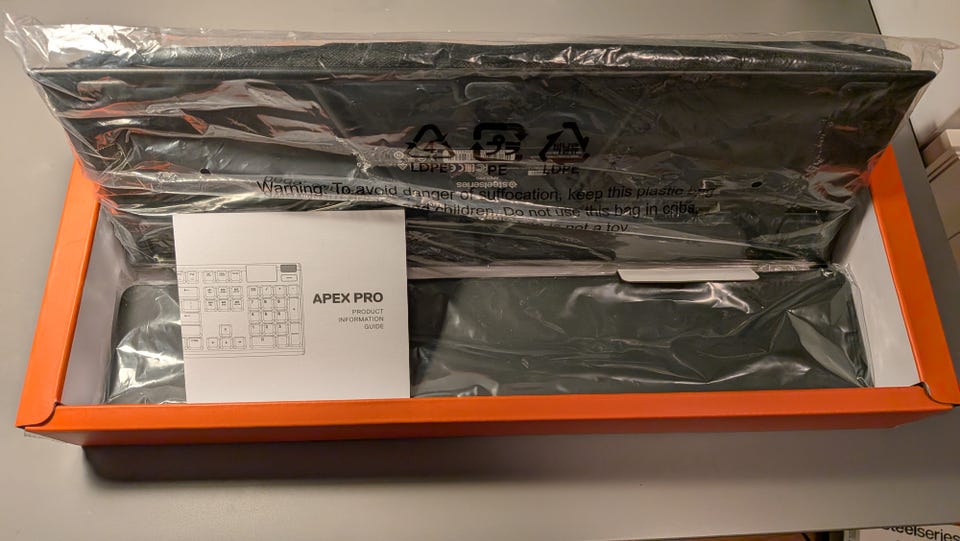 LDPE
PE
LDPE
steelseries
Warning: To avoid danger of suffocation, keep this plastic
children. Do not use this bag in cribs,
not a toy
APEX PRO
PRODUCT
INFORMATION
GUIDE
steelseries